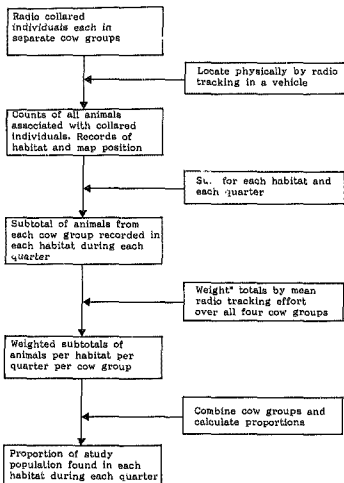 Radio collared
individuals each in
separate cow groups
Locate physically by radio
tracking in a vehicle
Counts of all animals
associated with collared
individuals. Records of
habitat and map position
for each habitat and
each quarter
Subtotal of animals from
each cow group recorded in
each habitat during each
quarter
Weight* totals by mean
radio tracking effort
over all four cow groups
Weighted subtotals of
animals per habitat per
quarter per cow group
Combine cow groups and
calculate proportions
Proportion of study
population found in each
habitat during each quarter